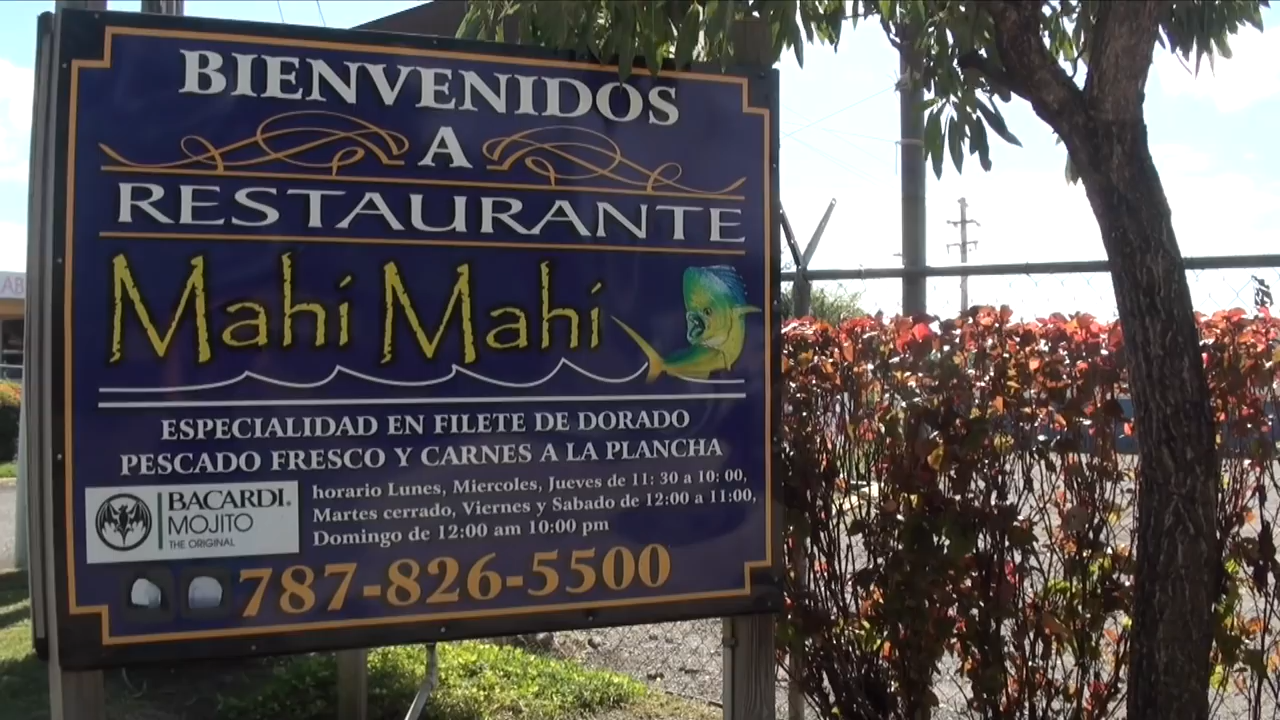 BIENVENIDOS
A
RESTAURANTE
Mahi Mahi
ESPECIALIDAD EN FILETE DE DORADO
PESCADO FRESCO Y CARNES A LA PLANCHA
BACARDI®
MOJITO
THE ORIGINAL
horario Lunes, Miercoles, Jueves de 11: 30 a 10: 00,
Martes cerrado, Viernes y Sabado de 12:00 a 11:00,
Domingo de 12:00 am 10:00 pm
787-826-5500
AB